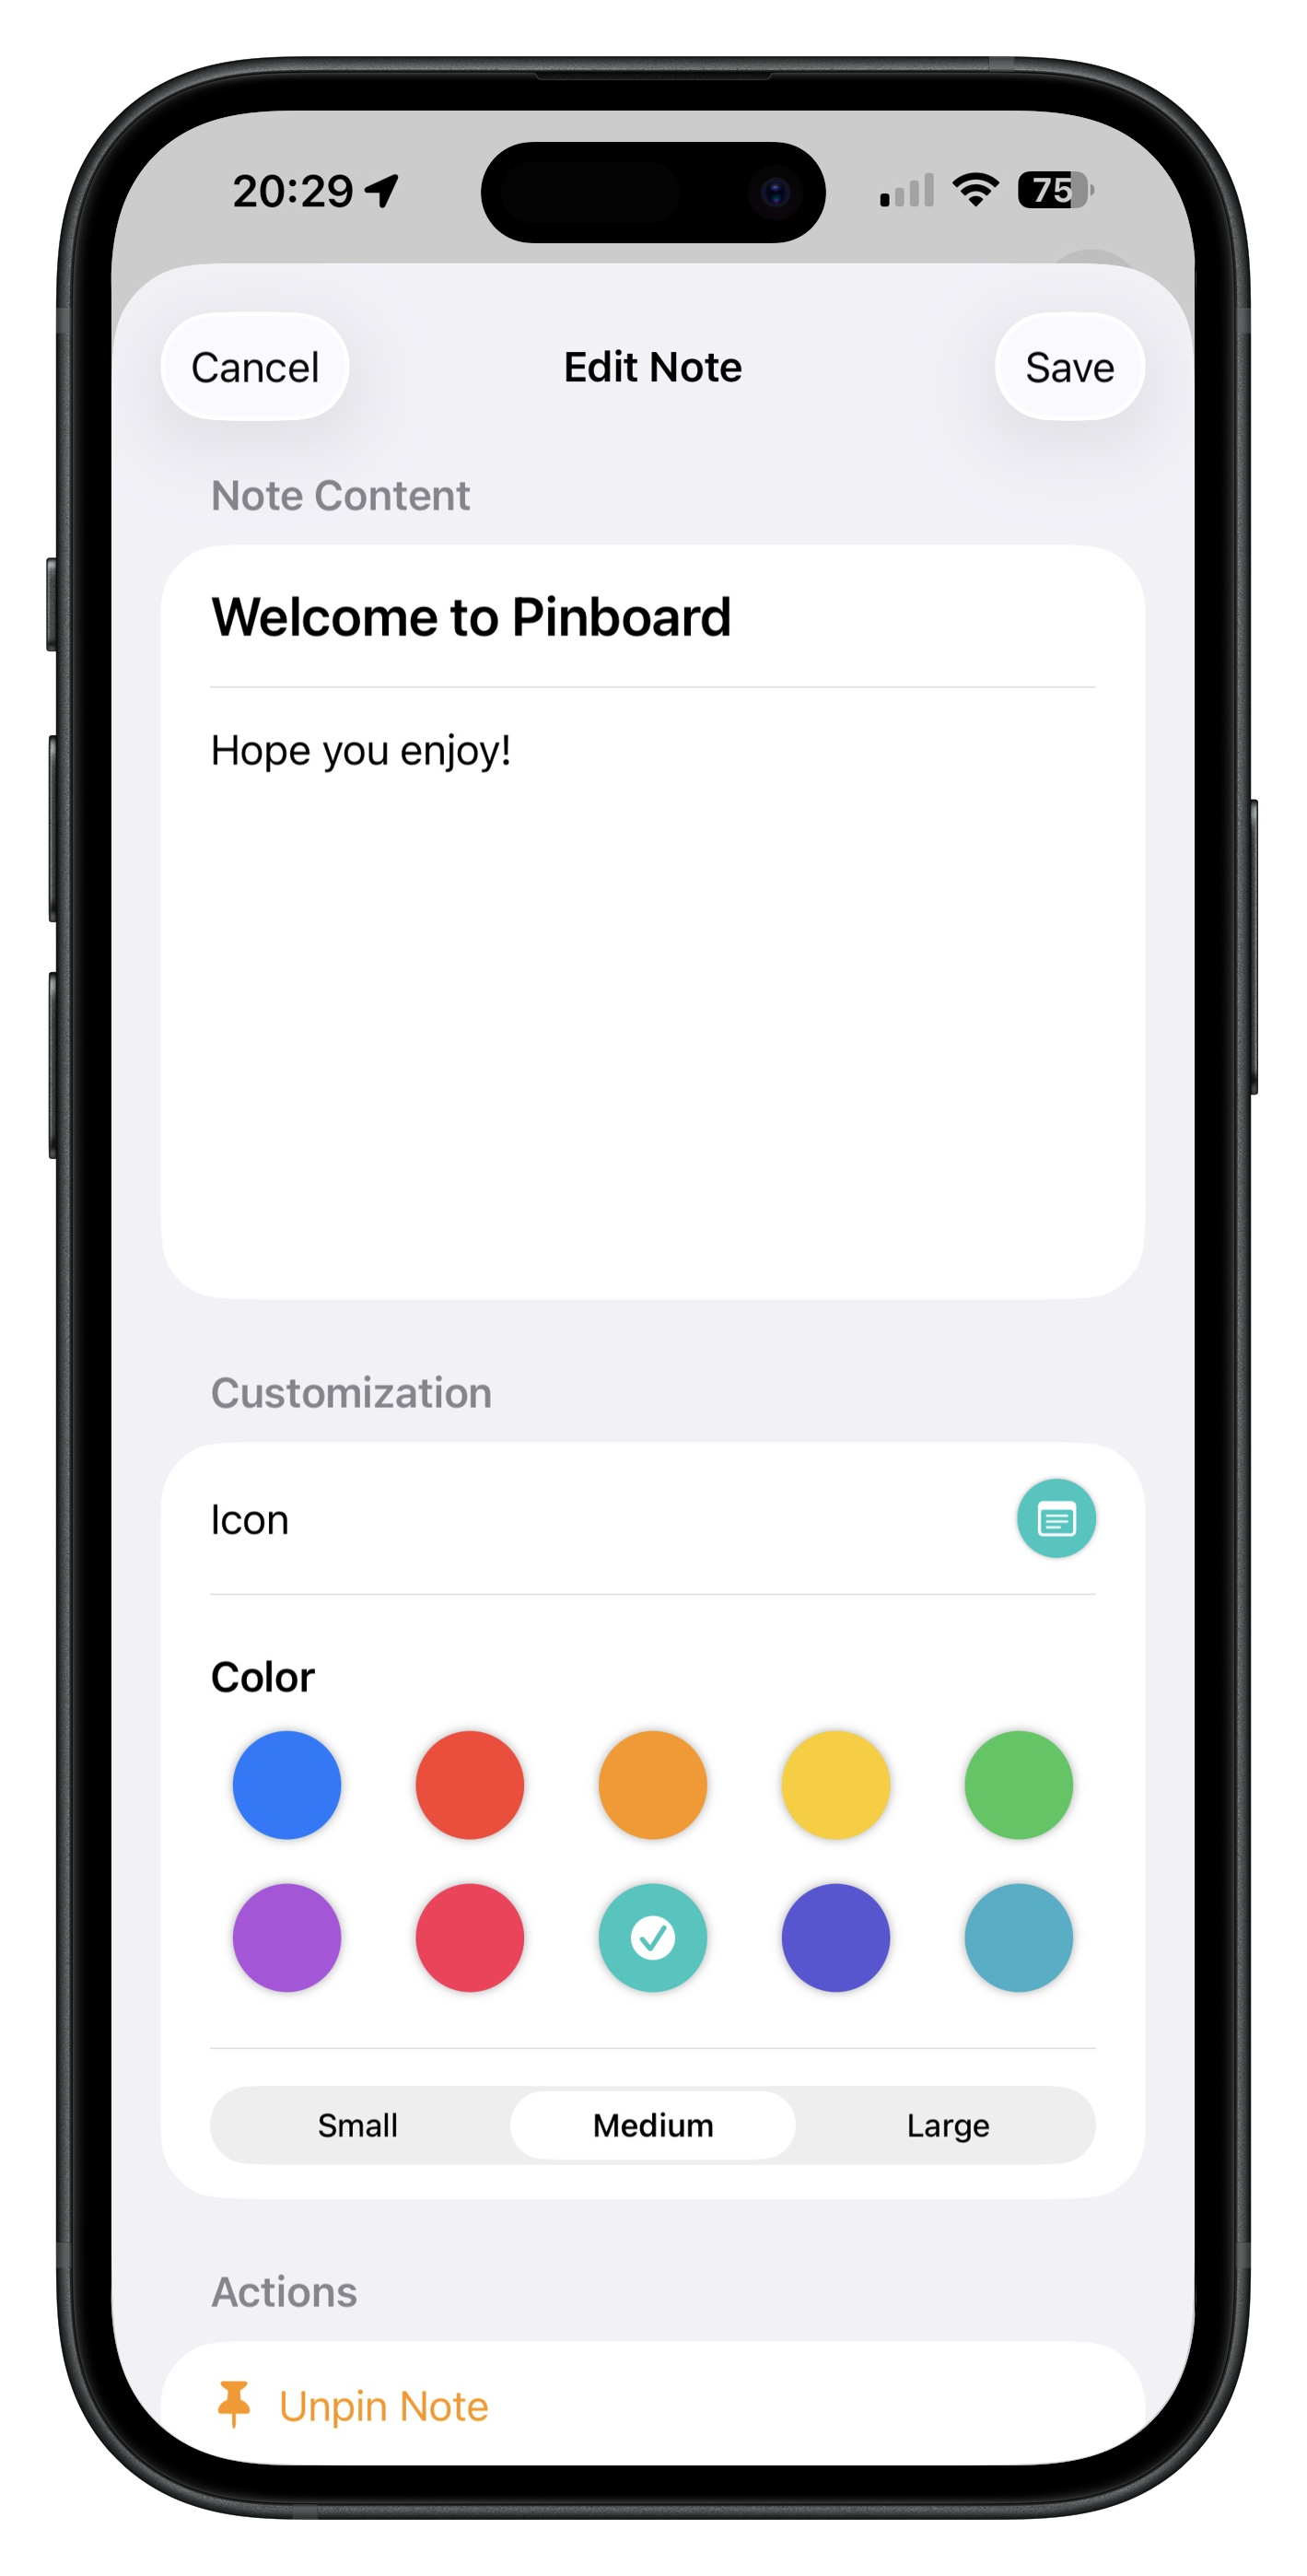 20:29 75
Cancel Edit Note Save
Note Content
Welcome to Pinboard
Hope you enjoy!
Customization
Icon
Color
Small Medium Large
Actions
Unpin Note